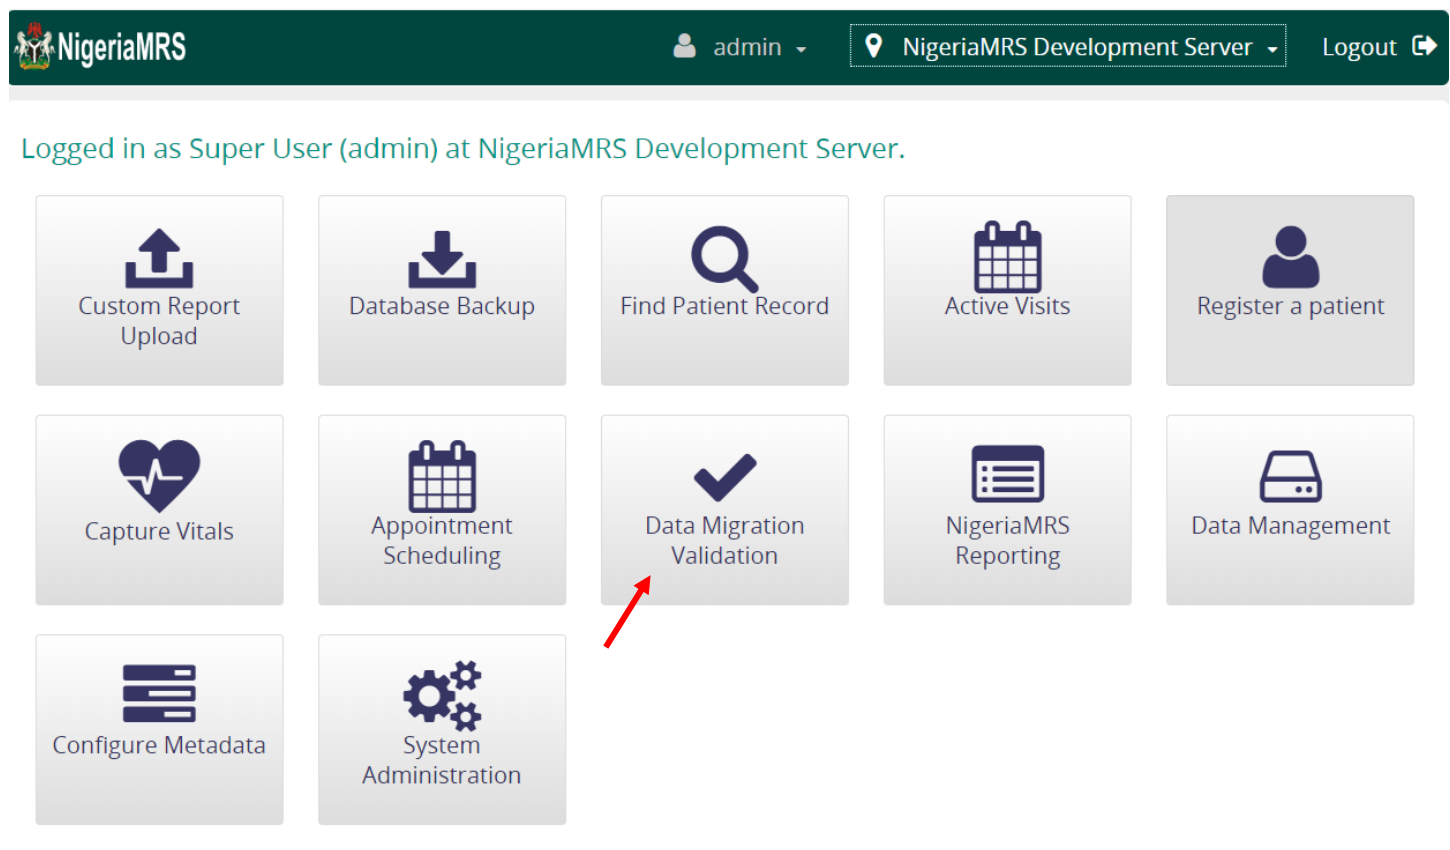 NigeriaMRS
admin
NigeriaMRS Development Server
Logout
Logged in as Super User (admin) at NigeriaMRS Development Server.
Custom Report
Upload
Database Backup
Find Patient Record
Active Visits
Register a patient
Capture Vitals
Appointment
Scheduling
Data Migration
Validation
NigeriaMRS
Reporting
Data Management
Configure Metadata
System
Administration